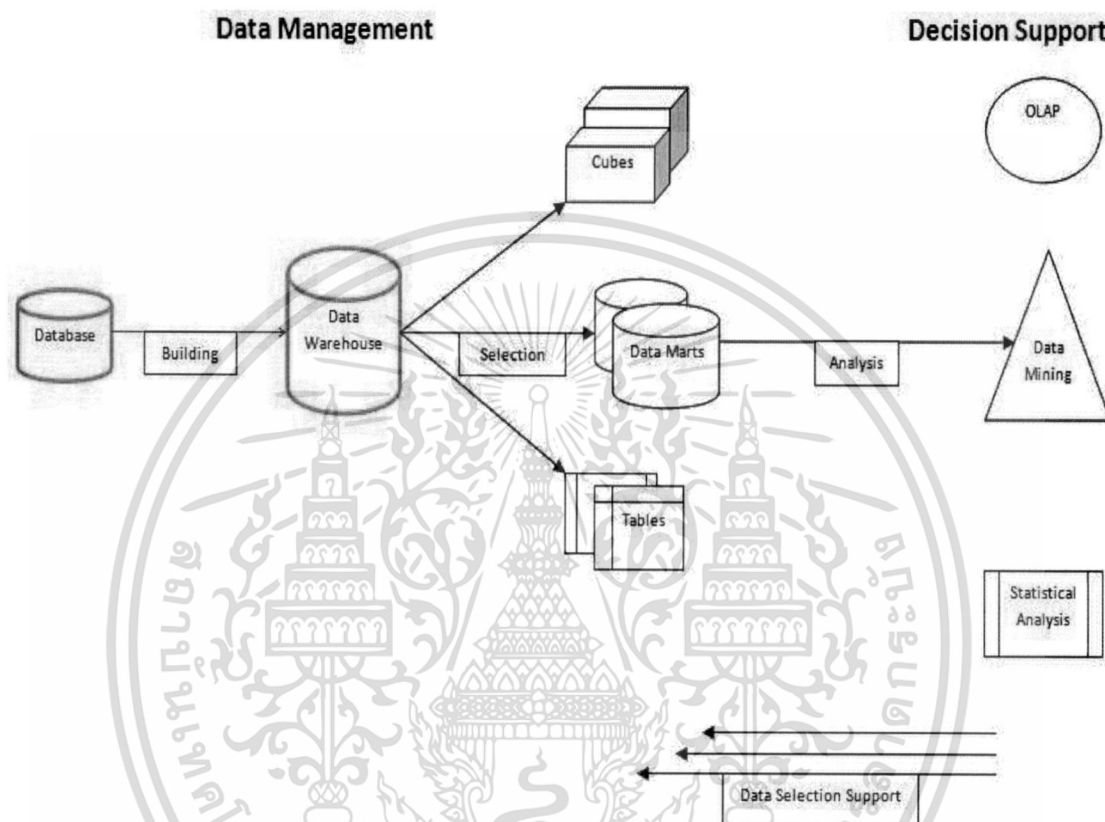 Data Management
Decision Support
OLAP
Cubes
Database
Building
Data
Warehouse
Selection
Data Marts
Analysis
Data
Mining
Tables
Statistical
Analysis
Data Selection Support